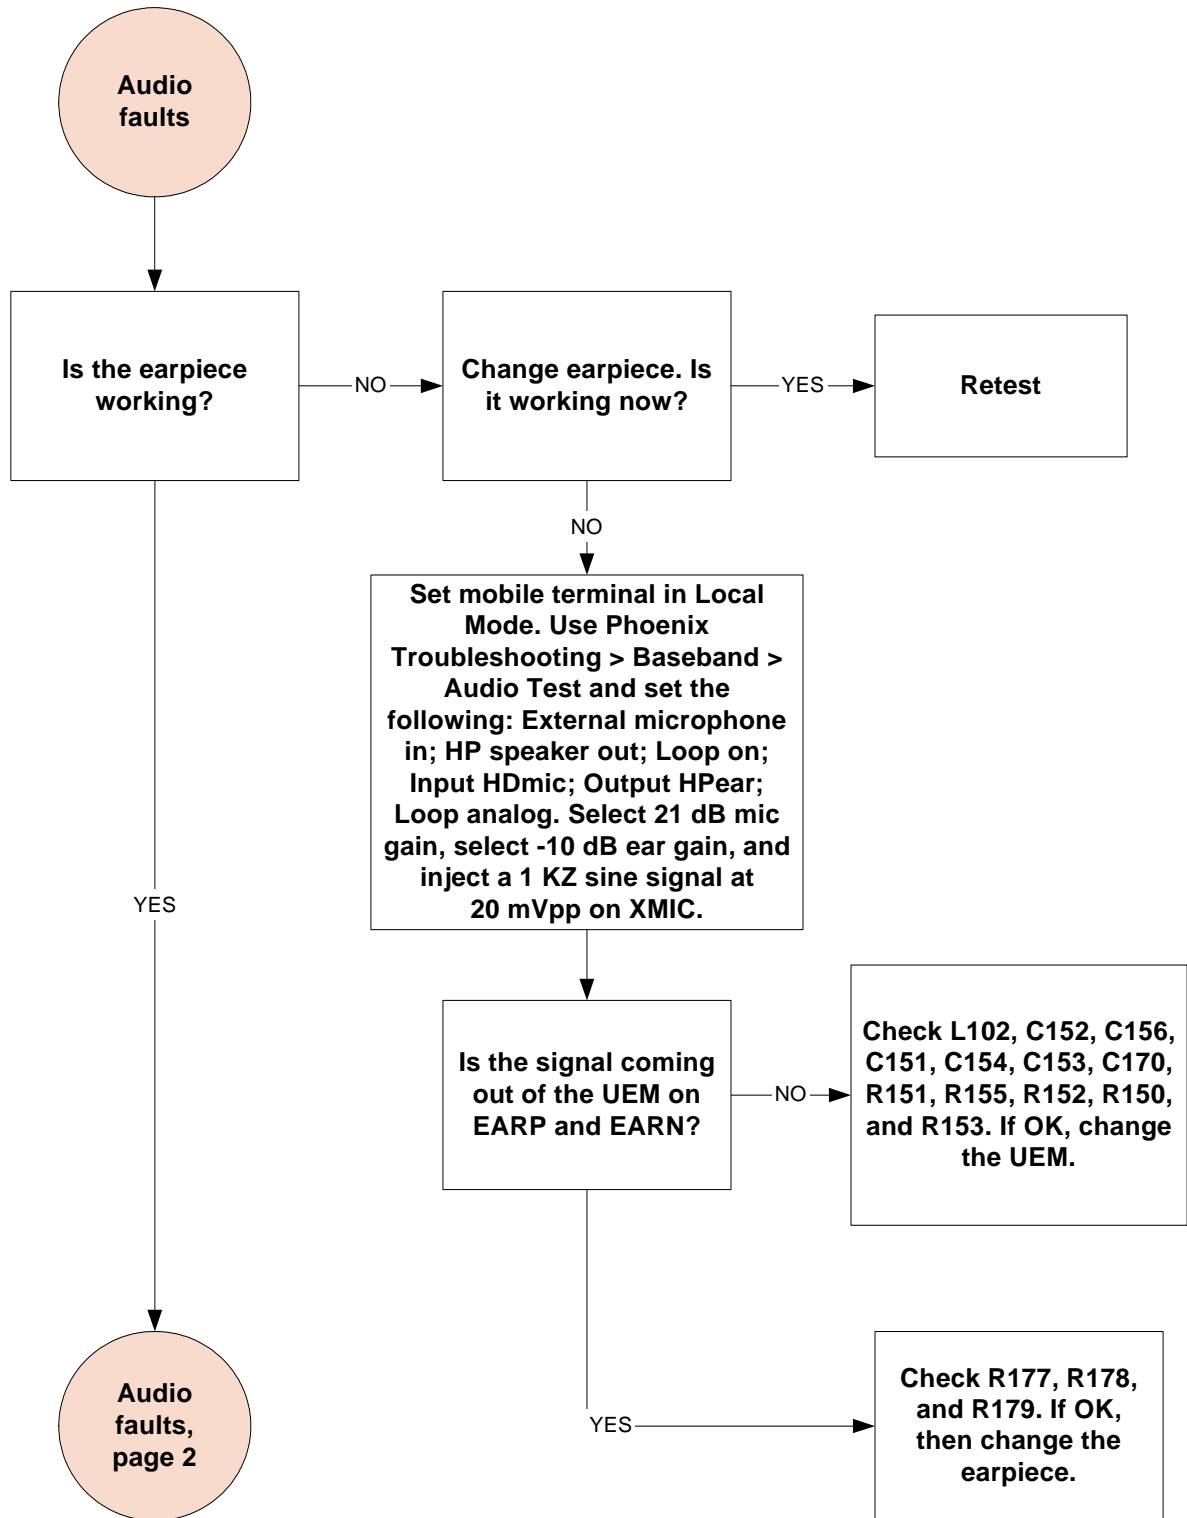 Audio
faults
Is the earpiece
working?
NO
Change earpiece. Is
it working now?
YES
Retest
NO
Set mobile terminal in Local
Mode. Use Phoenix
Troubleshooting > Baseband >
Audio Test and set the
following: External microphone
in; HP speaker out; Loop on;
Input HDmic; Output HPear;
Loop analog. Select 21 dB mic
gain, select -10 dB ear gain, and
inject a 1 KZ sine signal at
20 mVpp on XMIC.
YES
Is the signal coming
out of the UEM on
EARP and EARN?
NO
Check L102, C152, C156,
C151, C154, C153, C170,
R151, R155, R152, R150,
and R153. If OK, change
the UEM.
YES
Check R177, R178,
and R179. If OK,
then change the
earpiece.
Audio
faults,
page 2